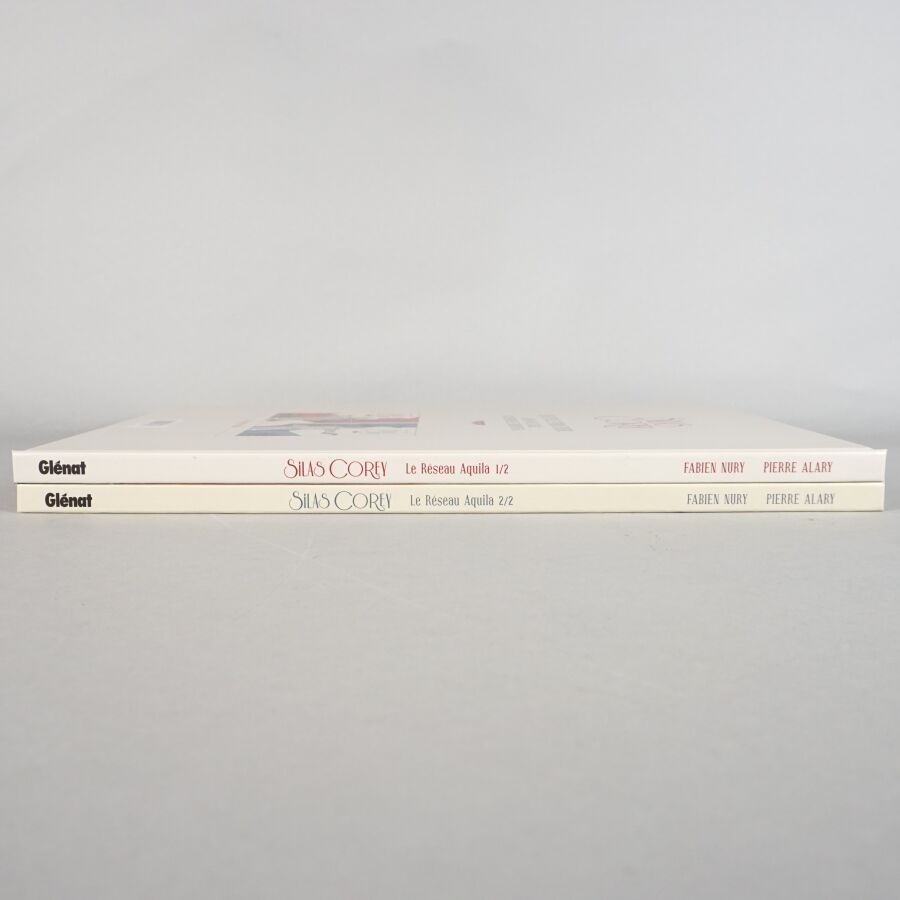 Glénat SILAS COREY Le Réseau Aquila 1/2 FABIEN NURY PIERRE ALARY
Glénat SILAS COREY Le Réseau Aquila 2/2 FABIEN NURY PIERRE ALARY